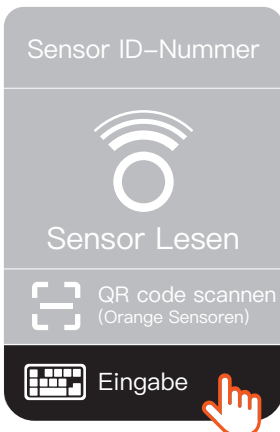 Sensor ID-Nummer
Sensor Lesen
QR code scannen
(Orange Sensoren)
Eingabe